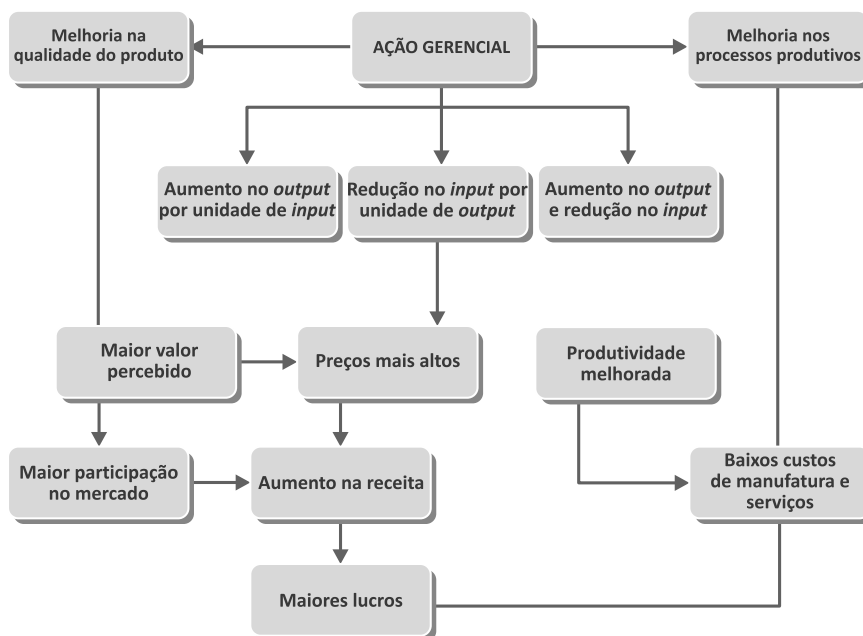 Melhoria na
qualidade do produto
AÇÃO GERENCIAL
Melhoria nos
processos produtivos
Aumento no output
por unidade de input
Redução no input por
unidade de output
Aumento no output
e redução no input
Maior valor
percebido
Preços mais altos
Produtividade
melhorada
Maior participação
no mercado
Aumento na receita
Baixos custos
de manufatura e
serviços
Maiores lucros